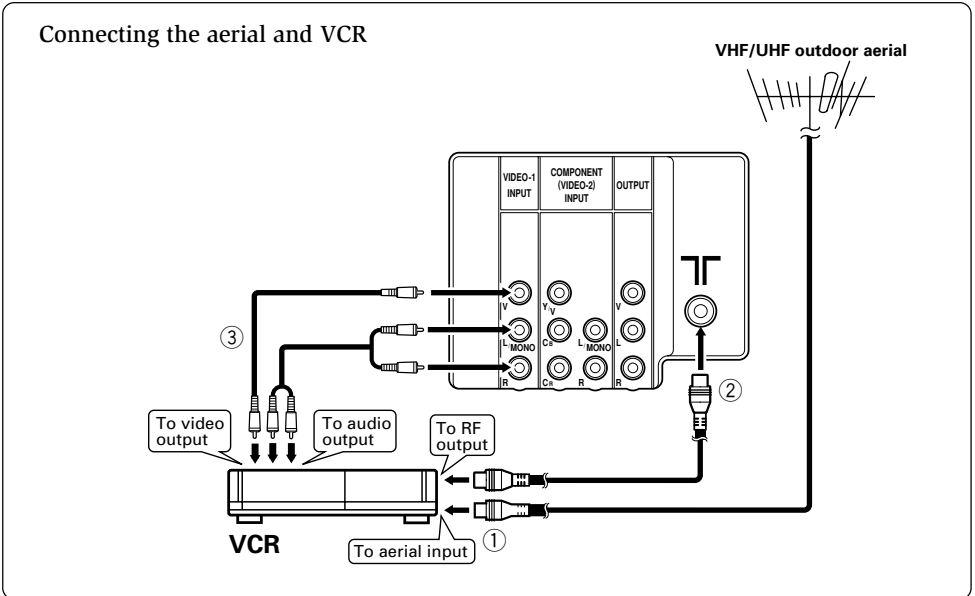 Connecting the aerial and VCR
VHF/UHF outdoor aerial
VIDEO-1
INPUT
COMPONENT
(VIDEO-2)
INPUT
OUTPUT
V
Y/V
V
L/MONO
CB
L/MONO
L
R
CR
R
R
③
②
To video
output
To audio
output
To RF
output
VCR
To aerial input
①